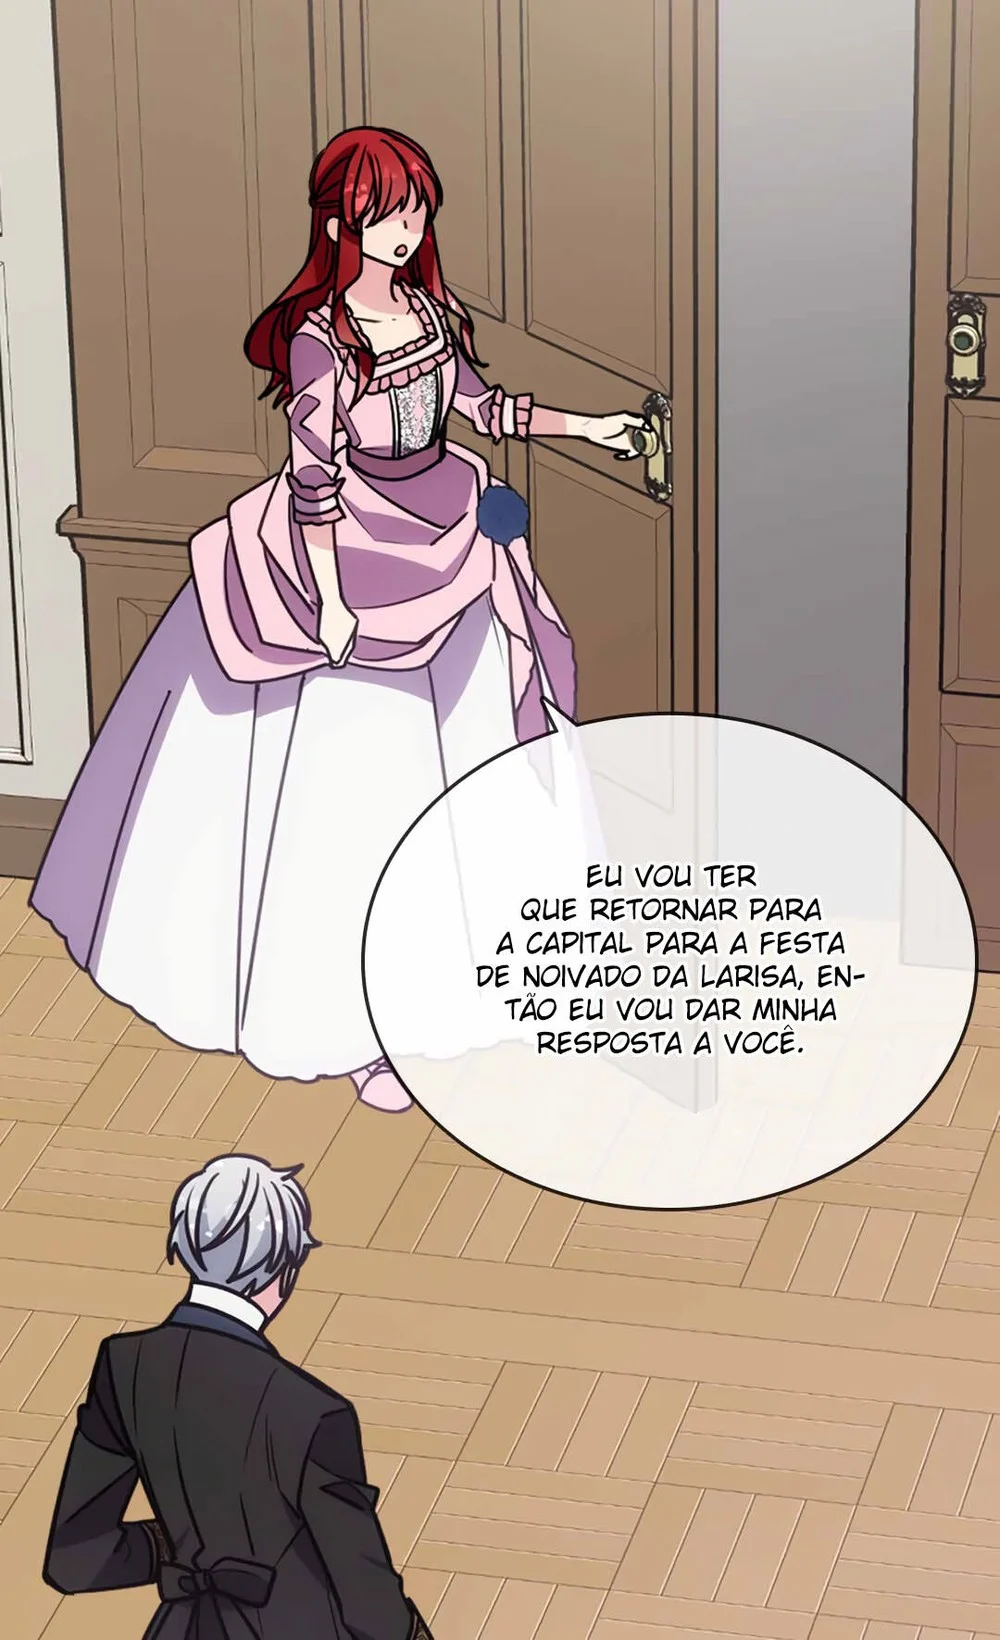 EU VOU TER
QUE RETORNAR PARA
A CAPITAL PARA A FESTA
DE NOIVADO DA LARISA, EN-
TÃO EU VOU DAR MINHA
RESPOSTA A VOCÊ.